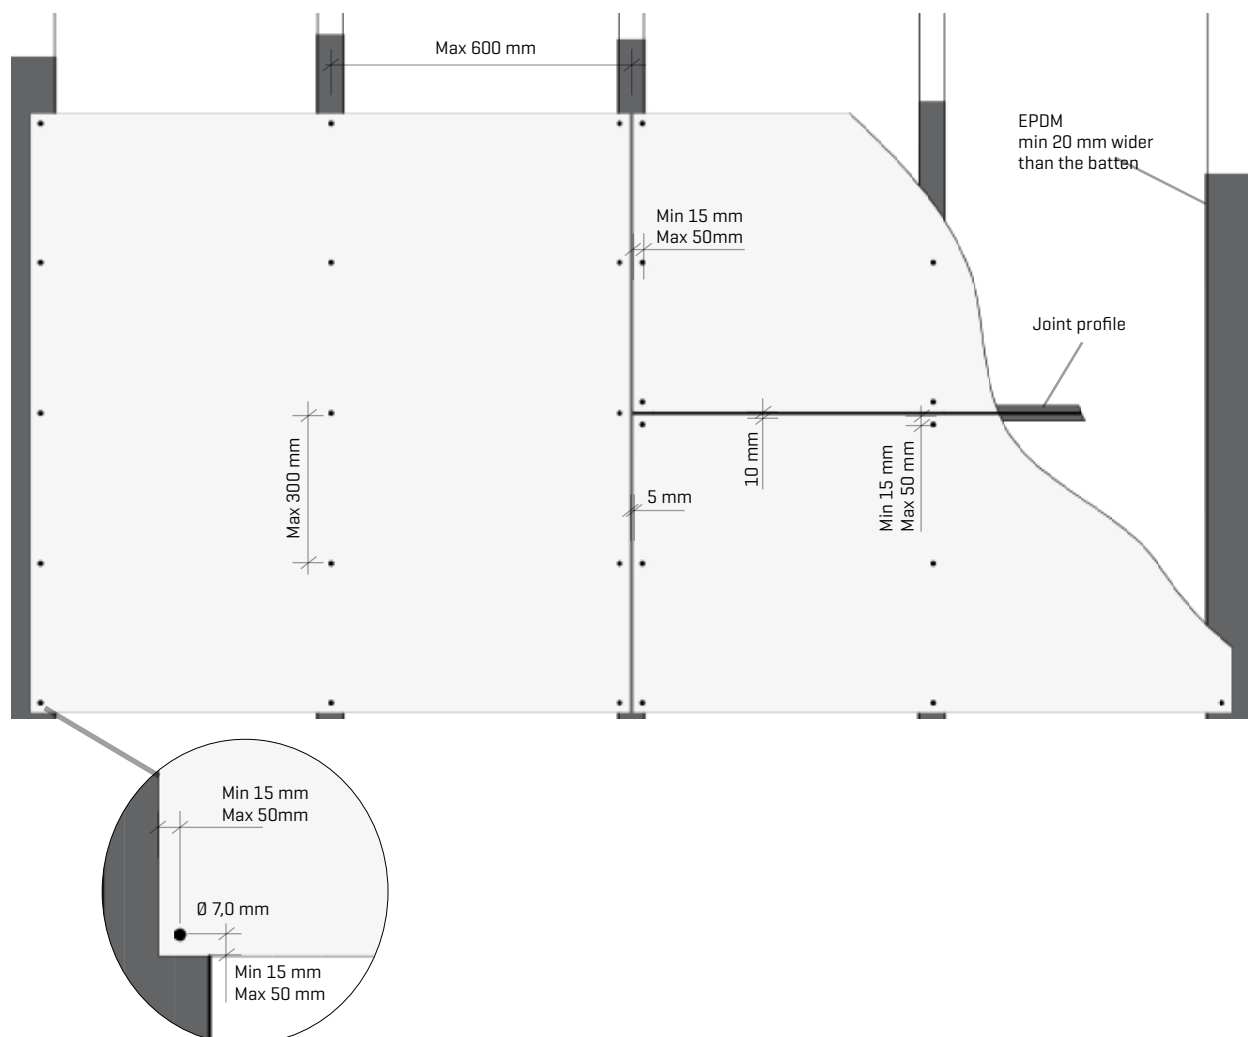 Max 600 mm
EPDM
min 20 mm wider
than the batten
Min 15 mm
Max 50mm
Joint profile
Max 300 mm
10 mm
Min 15 mm
Max 50 mm
5 mm
Min 15 mm
Max 50mm
Ø 7,0 mm
Min 15 mm
Max 50 mm